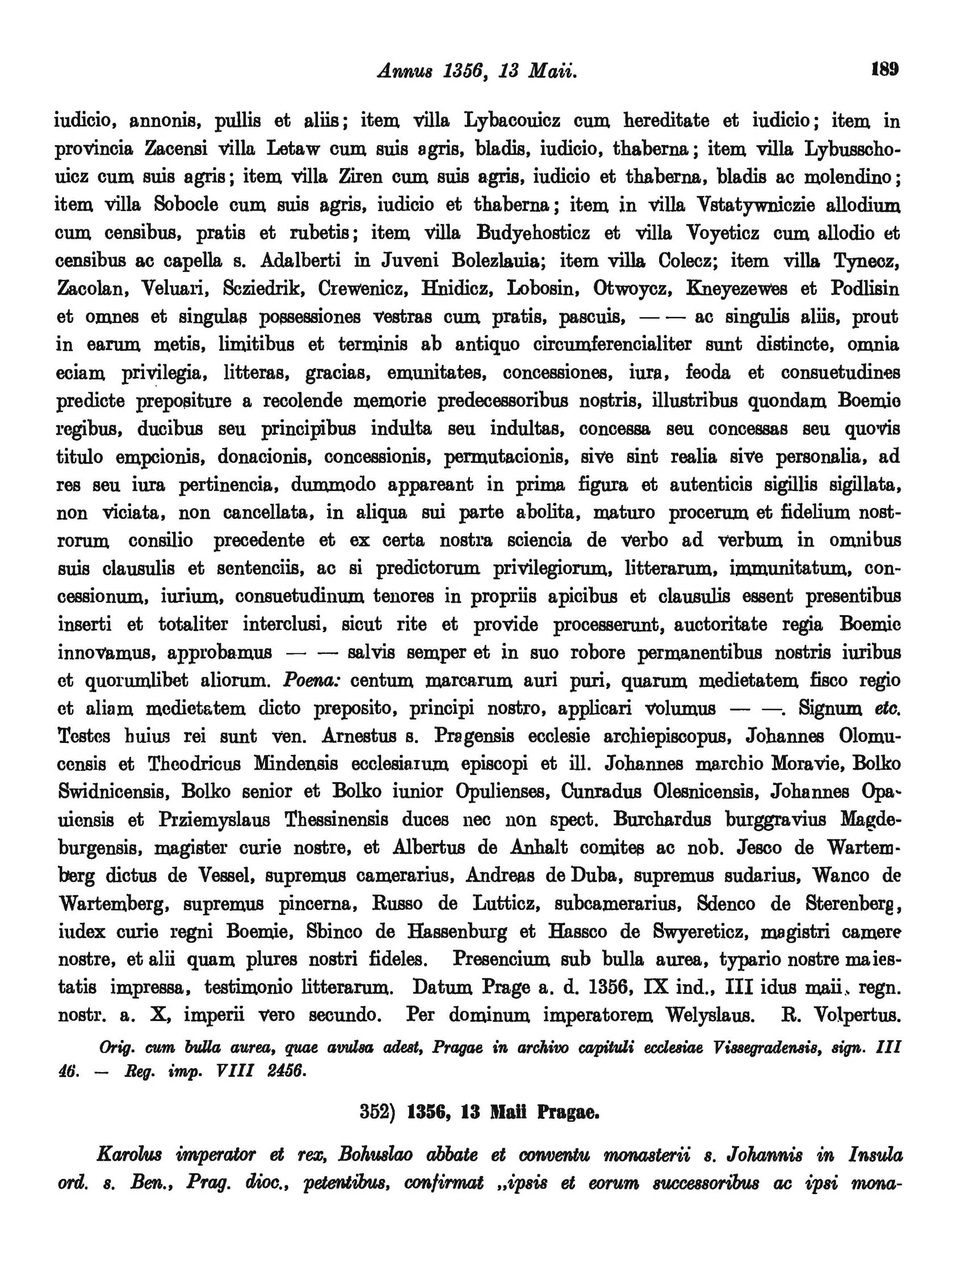 Annus 1356, 13 Maii. 189
iudicio, annonis, pullis et aliis; item villa Lybacouicz cum hereditate et iudicio; item in
provincia Zacensi villa Letaw cum suis agris, bladis, iudicio, thaberna; item villa Lybusscho-
uicz cum suis agris; item villa Ziren cum suis agris, iudicio et thaberna, bladis ac molendino;
item villa Sobocle cum suis agris, iudicio et thaberna; item in villa Vstatywniczie allodium
cum censibus, pratis et rubetis; item villa Budyehosticz et villa Voyeticz cum allodio et
censibus ac capella s. Adalberti in Juveni Bolezlauia; item villa Colecz; item villa Tynecz,
Zacolan, Veluari, Scziedrik, Crewenicz, Hnidicz, Lobosin, Otwoycz, Kneyezewes et Podlisin
et omnes et singulas possessiones vestras cum pratis, pascuis, — — ac singulis aliis, prout
in earum metis, limitibus et terminis ab antiquo circumferencialiter sunt distincte, omnia
eciam privilegia, litteras, gracias, emunitates, concessiones, iura, feoda et consuetudines
predicte prepositure a recolende memorie predecessoribus nostris, illustribus quondam Boemie
regibus, ducibus seu principibus indulta seu indultas, concessa seu concessas seu quovis
titulo empcionis, donacionis, concessionis, permutacionis, sive sint realia sive personalia, ad
res seu iura pertinencia, dummodo appareant in prima figura et autenticis sigillis sigillata,
non viciata, non cancellata, in aliqua sui parte abolita, maturo procerum et fidelium nost-
rorum consilio precedente et ex certa nostra sciencia de verbo ad verbum in omnibus
suis clausulis et sentenciis, ac si predictorum privilegiorum, litterarum, immunitatum, con-
cessionum, iurium, consuetudinum tenores in propriis apicibus et clausulis essent presentibus
inserti et totaliter interclusi, sicut rite et provide processerunt, auctoritate regia Boemie
innovamus, approbamus — — salvis semper et in suo robore permanentibus nostris iuribus
et quorumlibet aliorum. Poena: centum marcarum auri puri, quarum medietatem fisco regio
et aliam medietatem dicto preposito, principi nostro, applicari volumus — —. Signum etc.
Testes huius rei sunt ven. Arnestus s. Pragensis ecclesie archiepiscopus, Johannes Olomu-
censis et Theodricus Mindensis ecclesiarum episcopi et ill. Johannes marchio Moravie, Bolko
Swidnicensis, Bolko senior et Bolko iunior Opulienses, Cunradus Olesnicensis, Johannes Opa-
uiensis et Prziemyslaus Thessinensis duces nec non spect. Burchardus burggravius Magde-
burgensis, magister curie nostre, et Albertus de Anhalt comites ac nob. Jesco de Wartem-
berg dictus de Vessel, supremus camerarius, Andreas de Duba, supremus sudarius, Wanco de
Wartemberg, supremus pincerna, Russo de Lutticz, subcamerarius, Sdenco de Sterenberg,
iudex curie regni Boemie, Sbinco de Hassenburg et Hassco de Swyereticz, magistri camere
nostre, et alii quam plures nostri fideles. Presencium sub bulla aurea, typario nostre maies-
tatis impressa, testimonio litterarum. Datum Prage a. d. 1356, IX ind., III idus maii, regn.
nostr. a. X, imperii vero secundo. Per dominum imperatorem Welyslaus. R. Volpertus.
Orig. cum bulla aurea, quae avulsa adest, Pragae in archivo capituli ecclesiae Vissegradensis, sign. III
46. — Reg. imp. VIII 2456.
352) 1356, 13 Maii Pragae.
Karolus imperator et rex, Bohuslao abbate et conventu monasterii s. Johannis in Insula
ord. s. Ben., Prag. dioc., petentibus, confirmat „ipsis et eorum successoribus ac ipsi mona-